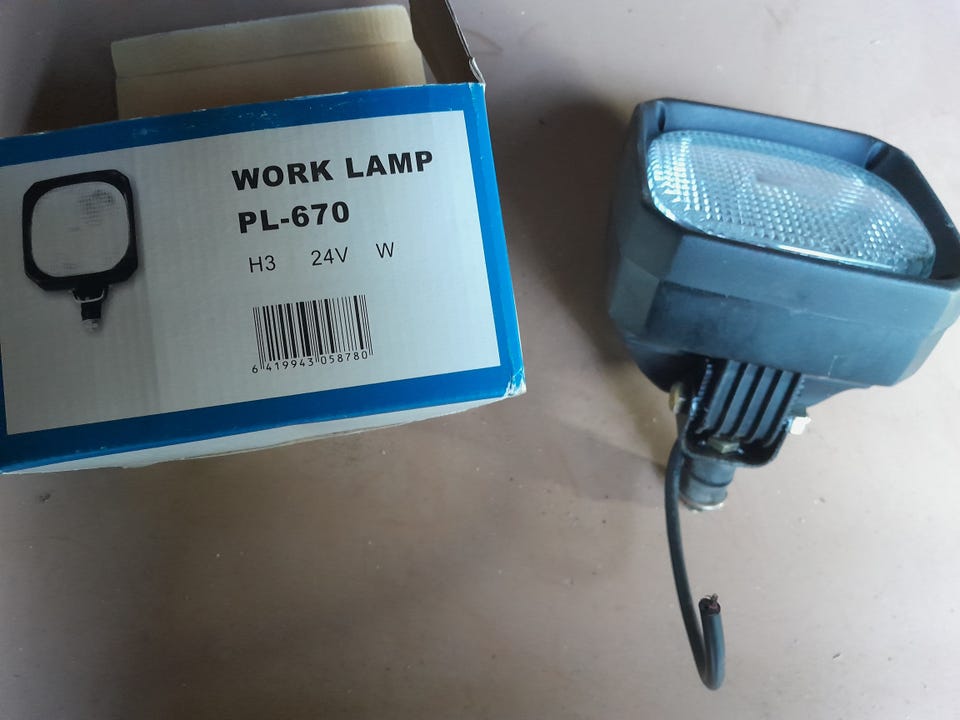 WORK LAMP
PL-670
H3 24V W
6 419943 058780